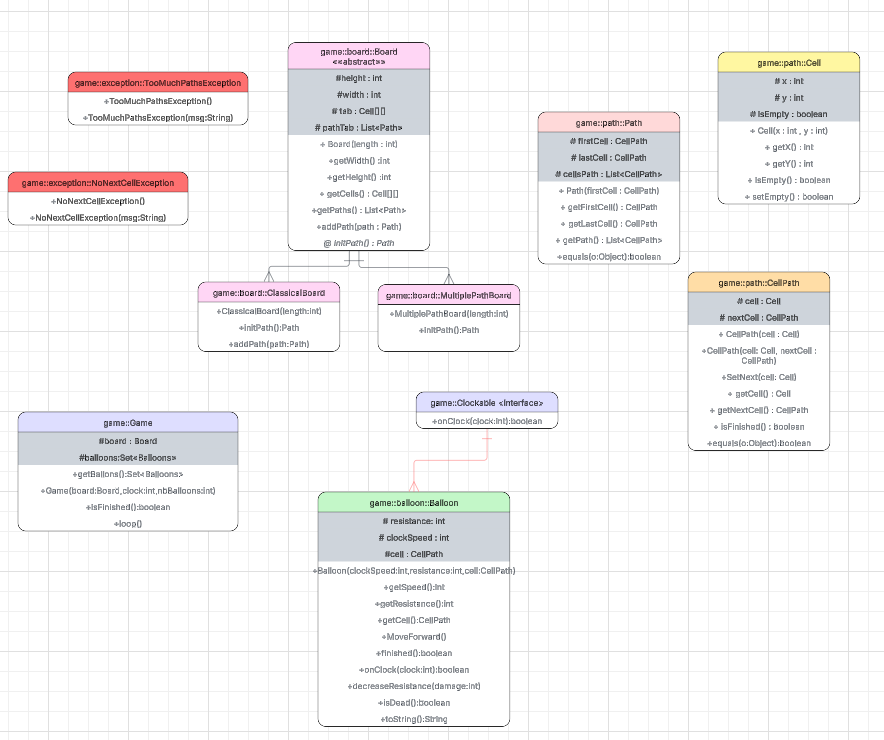 game::exception::TooMuchPathsException
+TooMuchPathsException()
+TooMuchPathsException(msg:String)
game::exception::NoNextCellException
+NoNextCellException()
+NoNextCellException(msg:String)
game::board::Board
<<abstract>>
#height : int
#width : int
# tab : Cell[][]
# pathTab : List<Path>
+ Board(length : int)
+getWidth() :int
+getHeight() : int
+ getCells() : Cell[][]
+getPaths() : List<Path>
+addPath(path : Path)
@ initPath() : Path
game::board::ClassicalBoard
+ClassicalBoard(length:int)
+initPath():Path
+addPath(path:Path)
game::board::MultiplePathBoard
+MultiplePathBoard(length:int)
+initPath():Path
game::path::Path
# firstCell : CellPath
# lastCell : CellPath
# cellsPath : List<CellPath>
+ Path(firstCell : CellPath)
+ getFirstCell() : CellPath
+ getLastCell() : CellPath
+ getPath() : List<CellPath>
+equals(o:Object):boolean
game::path::Cell
# x : int
# y : int
# isEmpty : boolean
+ Cell(x : int , y : int)
+ getX() : int
+ getY() : int
+ isEmpty() : boolean
+ setEmpty() : boolean
game::path::CellPath
# cell : Cell
# nextCell : CellPath
+ CellPath(cell : Cell)
+CellPath(cell: Cell, nextCell :
CellPath)
+SetNext(cell: Cell)
+ getCell() : Cell
+ getNextCell() : CellPath
+ isFinished() : boolean
+equals(o:Object):boolean
game::Clockable <interface>
+onClock(clock:int):boolean
game::Game
#board : Board
#balloons:Set<Balloons>
+getBallons():Set<Balloons>
+Game(board:Board,clock:int,nbBalloons:int)
+isFinished():boolean
+loop()
game::balloon::Balloon
# resistance: int
# clockSpeed : int
#cell : CellPath
+Balloon(clockSpeed:int,resistance:int,cell:CellPath)
+getSpeed():int
+getResistance():int
+getCell():CellPath
+MoveForward()
+finished():boolean
+onClock(clock:int):boolean
+decreseResistance(damage:int)
+isDead():boolean
+toString():String